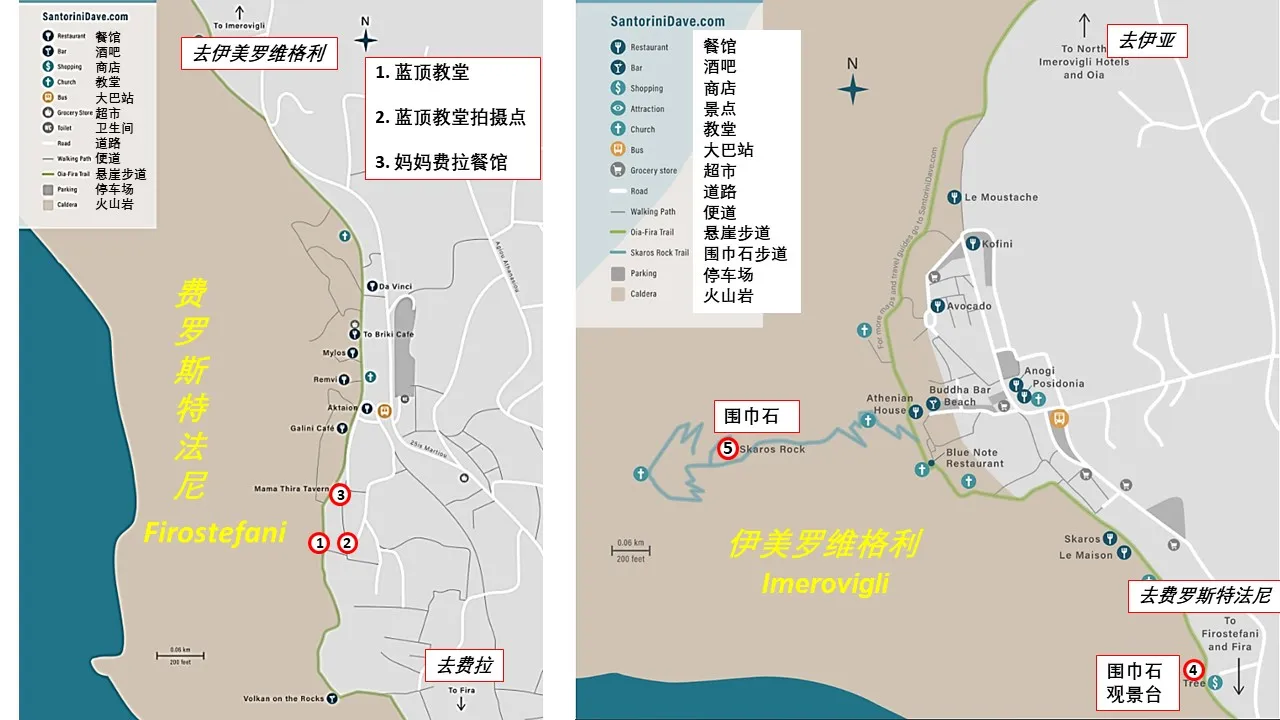 SantoriniDave.com
Restaurant 餐馆
Bar 酒吧
Shopping 商店
Church 教堂
Bus 大巴站
Grocery Store 超市
Toilet 卫生间
Road 道路
Walking Path 便道
Oia-Fira Trail 悬崖步道
Parking 停车场
Caldera 火山岩
To Imerovigli
去伊美罗维格利
N
1. 蓝顶教堂
2. 蓝顶教堂拍摄点
3. 妈妈费拉餐馆
Agiou Athanasiou
Da Vinci
To Briki Cafe
Mylos
Remvi
Aktaion
Galini Café
25is Martiou
Mama Thira Tavern
3
1
2
费罗斯特法尼
Firostefani
0.06 km
200 feet
去费拉
To Fira
Volkan on the Rocks
SantoriniDave.com
Restaurant 餐馆
Bar 酒吧
Shopping 商店
Attraction 景点
Church 教堂
Bus 大巴站
Grocery store 超市
Road 道路
Walking Path 便道
Oia-Fira Trail 悬崖步道
Skaros Rock Trail 围巾石步道
Parking 停车场
Caldera 火山岩
N
去伊亚
To North
Imerovigli Hotels
and Oia
For more maps and travel guides go to SantoriniDave.com
Le Moustache
Kofini
Avocado
Anogi
Posidonia
Buddha Bar
Beach
Athenian
House
围巾石
5
Skaros Rock
Blue Note
Restaurant
0.06 km
200 feet
伊美罗维格利
Imerovigli
Skaros
Le Maison
去费罗斯特法尼
To
Firostefani
and Fira
围巾石
观景台
4
Tree